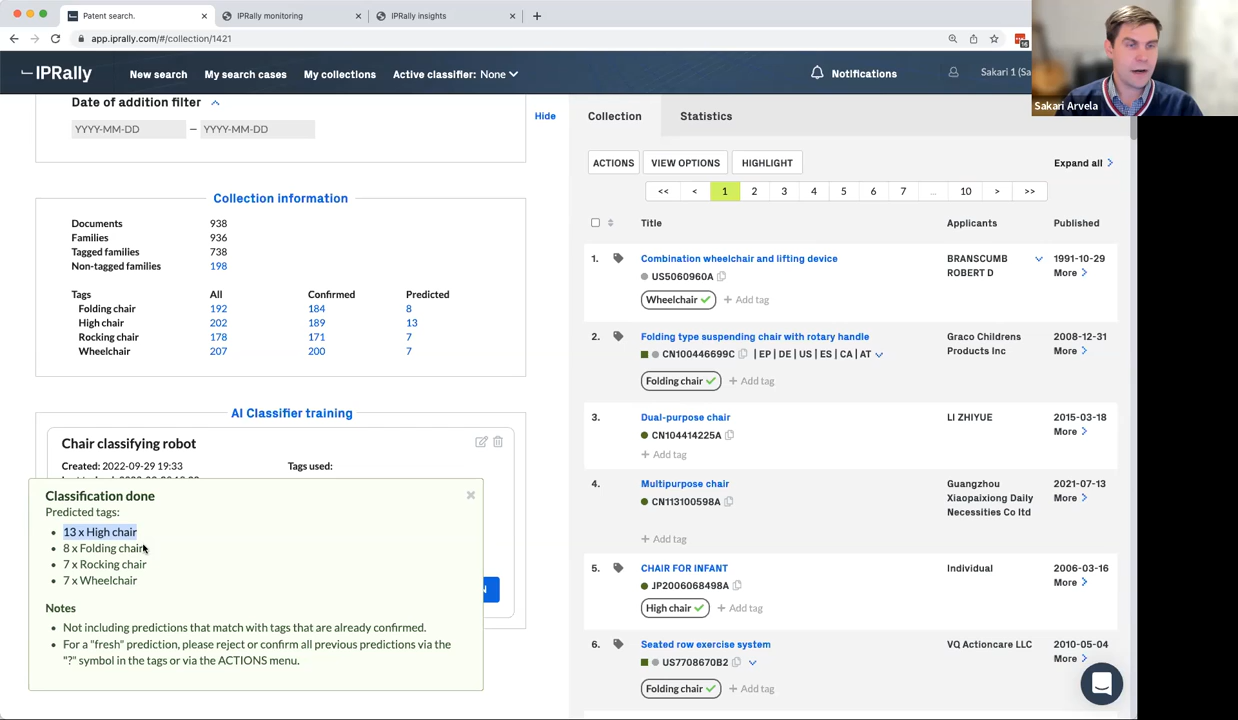 Patent search.
IPRally monitoring
IPRally insights
app.iprally.com/#/collection/1421
IPRally
New search
My search cases
My collections
Active classifier: None
Notifications
Sakari 1 (Sa
Sakari Arvela
Date of addition filter
YYYY-MM-DD – YYYY-MM-DD
Hide
Collection information
Documents 938
Families 936
Tagged families 738
Non-tagged families 198
Tags All Confirmed Predicted
Folding chair 192 184 8
High chair 202 189 13
Rocking chair 178 171 7
Wheelchair 207 200 7
AI Classifier training
Chair classifying robot
Created: 2022-09-29 19:33 Tags used:
Classification done
Predicted tags:
• 13 x High chair
• 8 x Folding chair
• 7 x Rocking chair
• 7 x Wheelchair
Notes
• Not including predictions that match with tags that are already confirmed.
• For a "fresh" prediction, please reject or confirm all previous predictions via the
"?" symbol in the tags or via the ACTIONS menu.
Collection
Statistics
ACTIONS
VIEW OPTIONS
HIGHLIGHT
Expand all >
<< < 1 2 3 4 5 6 7 ... 10 > >>
Title Applicants Published
1. Combination wheelchair and lifting device BRANSCUMB 1991-10-29
US5060960A ROBERT D More >
Wheelchair + Add tag
2. Folding type suspending chair with rotary handle Graco Childrens 2008-12-31
CN100446699C | EP | DE | US | ES | CA | AT Products Inc More >
Folding chair + Add tag
3. Dual-purpose chair LI ZHIYUE 2015-03-18
CN104414225A More >
+ Add tag
4. Multipurpose chair Guangzhou 2021-07-13
CN113100598A Xiaopaixiong Daily More >
Necessities Co ltd
+ Add tag
5. CHAIR FOR INFANT Individual 2006-03-16
JP2006068498A More >
High chair + Add tag
6. Seated row exercise system VQ Actioncare LLC 2010-05-04
US7708670B2 More >
Folding chair + Add tag